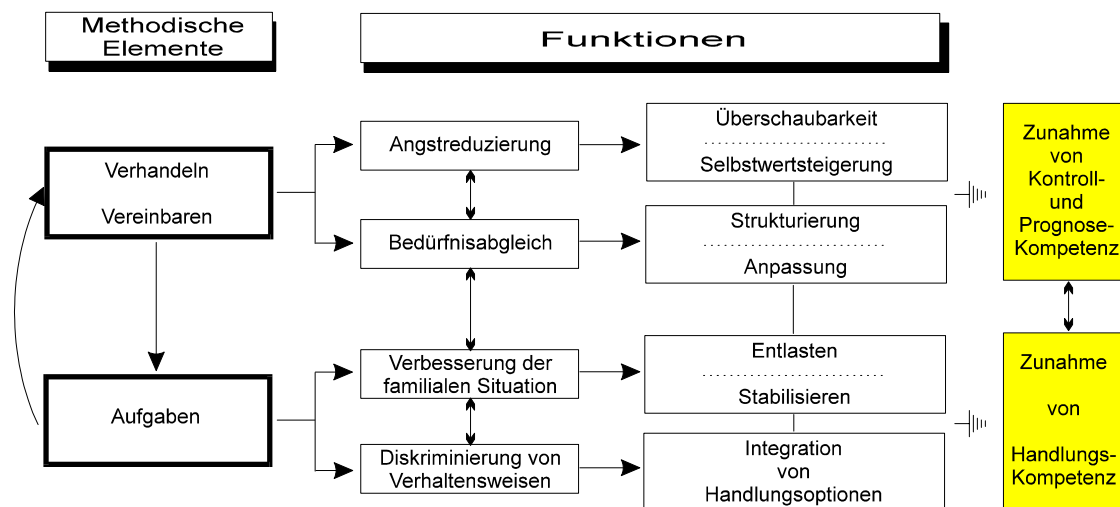 Methodische
Elemente
Funktionen
Verhandeln
Vereinbaren
Angstreduzierung
Überschaubarkeit
Selbstwertsteigerung
Zunahme
von
Kontroll-
und
Prognose-
Kompetenz
Bedürfnisabgleich
Strukturierung
Anpassung
Aufgaben
Verbesserung der
familialen Situation
Entlasten
Stabilisieren
Zunahme
von
Handlungs-
Kompetenz
Diskriminierung von
Verhaltensweisen
Integration
von
Handlungsoptionen